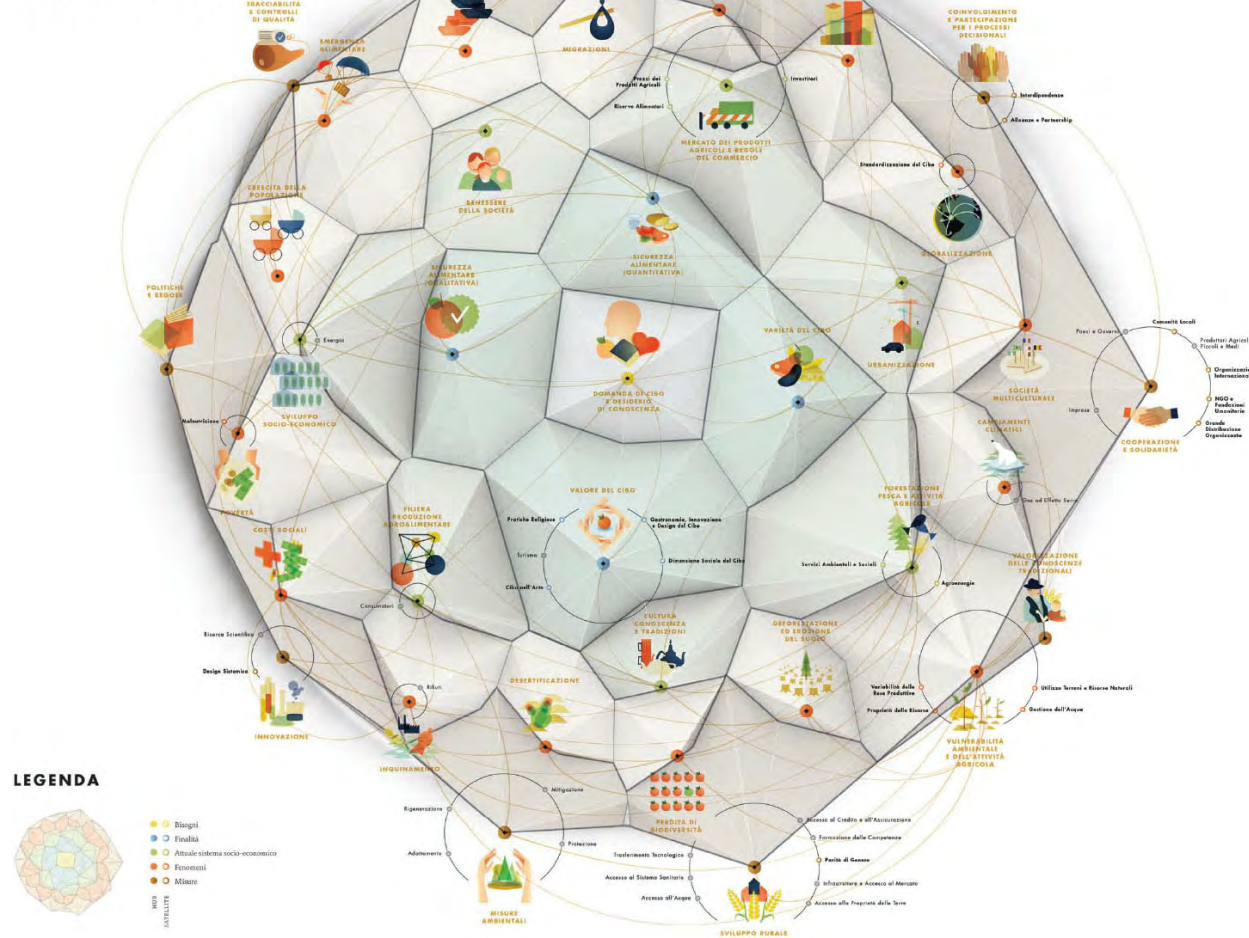 TRACCIABILITÀ
E CONTROLLI
DI QUALITÀ
EMERGENZA
ALIMENTARE
MIGRAZIONI
COINVOLGIMENTO
E PARTECIPAZIONE
PER I PROCESSI
DECISIONALI
Interdipendenze
Alleanze e Partnership
Prezzi dei
Prodotti Agricoli
Riserve Alimentari
Investitori
MERCATO DEI PRODOTTI
AGRICOLI E REGOLE
DEL COMMERCIO
Standardizzazione del Cibo
GLOBALIZZAZIONE
CRESCITA DELLA
POPOLAZIONE
BENESSERE
DELLA SOCIETÀ
SICUREZZA
ALIMENTARE
(QUANTITATIVA)
SICUREZZA
ALIMENTARE
(QUALITATIVA)
POLITICHE
E REGOLE
Energia
SVILUPPO
SOCIO-ECONOMICO
VARIETÀ DEL CIBO
URBANIZZAZIONE
DOMANDA DI CIBO
E DESIDERIO
DI CONOSCENZA
SOCIETÀ
MULTICULTURALE
Paesi e Governi
Comunità Locali
Produttori Agricoli
Piccoli e Medi
Organizzazioni
Internazionali
NGO e
Fondazioni
Umanitarie
Grande
Distribuzione
Organizzata
Imprese
COOPERAZIONE
E SOLIDARIETÀ
Malnutrizione
POVERTÀ
CAMBIAMENTI
CLIMATICI
Gas ad Effetto Serra
COSTI SOCIALI
FILIERA
PRODUZIONE
AGROALIMENTARE
Consumatori
VALORE DEL CIBO
Pratiche Religiose
Gastronomia, Innovazione
e Design del Cibo
Turismo
Dimensione Sociale del Cibo
Cibo nell'Arte
FORESTAZIONE
PESCA E ATTIVITÀ
AGRICOLE
Servizi Ambientali e Sociali
Agroenergie
VALORIZZAZIONE
DELLE CONOSCENZE
TRADIZIONALI
CULTURA
CONOSCENZA
E TRADIZIONI
DEFORESTAZIONE
ED EROSIONE
DEL SUOLO
Ricerca Scientifica
Design Sistemico
INNOVAZIONE
Rifiuti
INQUINAMENTO
DESERTIFICAZIONE
Variabilità delle
Rese Produttive
Proprietà delle Risorse
Utilizzo Terreni e Risorse Naturali
Gestione dell'Acqua
VULNERABILITÀ
AMBIENTALE
E DELL'ATTIVITÀ
AGRICOLA
PERDITA DI
BIODIVERSITÀ
Mitigazione
Rigenerazione
Protezione
Adattamento
MISURE
AMBIENTALI
Accesso al Credito e all'Assicurazione
Formazione delle Competenze
Trasferimento Tecnologico
Parità di Genere
Accesso al Sistema Sanitario
Infrastrutture e Accesso al Mercato
Accesso all'Acqua
Accesso alla Proprietà delle Terre
SVILUPPO RURALE
LEGENDA
Bisogni
Finalità
Attuale sistema socio-economico
Fenomeni
Misure
HUB
SATELLITE